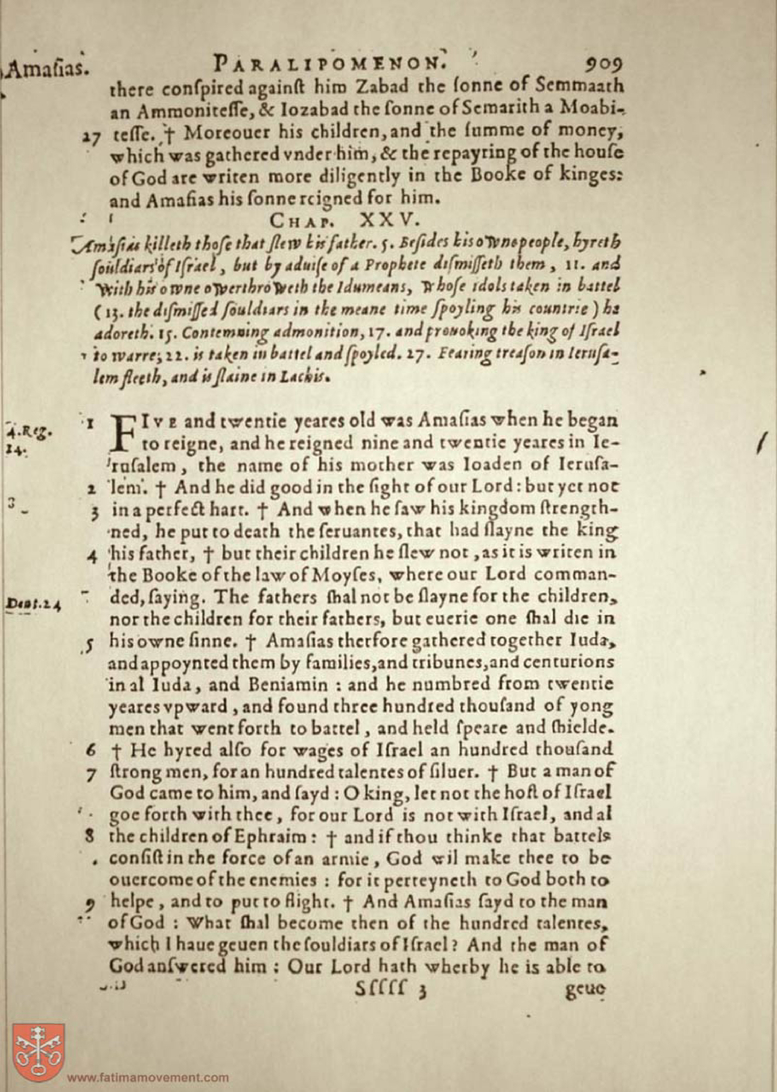 Amaſias. PARALIPOMENON. 909
there conſpired againſt him Zabad the ſonne of Semmaath
an Ammoniteſſe, & Iozabad the ſonne of Semarith a Moabi-
27 teſſe. † Moreouer his children, and the ſumme of money,
which was gathered vnder him, & the repayring of the houſe
of God are writen more diligently in the Booke of kinges:
and Amaſias his ſonne reigned for him.
CHAP. XXV.
Amaſias killeth thoſe that ſlew his father. 5. Beſides his owne people, hyreth
ſouldiars of Iſrael, but by aduiſe of a Prophete diſmiſſeth them, 11. and
with his owne owerthroweth the Idumeans, whoſe idols taken in battel
(13. the diſmiſſed ſouldiars in the meane time ſpoyling his countrie) he
adoreth. 15. Contemning admonition, 17. and prouoking the king of Iſrael
to warre, 22. is taken in battel and ſpoyled. 27. Fearing treaſon in Ieruſa-
lem fleeth, and is ſlaine in Lachis.
4.Reg. 14. 1 FIVE and twentie yeares old was Amaſias when he began
to reigne, and he reigned nine and twentie yeares in Ie-
ruſalem, the name of his mother was Ioaden of Ieruſa-
2 lem. † And he did good in the ſight of our Lord: but yet not
3 in a perfect hart. † And when he ſaw his kingdom ſtrength-
ned, he put to death the ſeruantes, that had ſlayne the king
4 his father, † but their children he ſlew not, as it is writen in
the Booke of the law of Moyſes, where our Lord comman-
Deut.24 ded, ſaying. The fathers ſhal not be ſlayne for the children,
nor the children for their fathers, but euerie one ſhal die in
5 his owne ſinne. † Amaſias therfore gathered together Iuda,
and appoynted them by families, and tribunes, and centurions
in al Iuda, and Beniamin : and he numbred from twentie
yeares vpward, and found three hundred thouſand of yong
men that went forth to battel, and held ſpeare and ſhielde.
6 † He hyred alſo for wages of Iſrael an hundred thouſand
7 ſtrong men, for an hundred talentes of ſiluer. † But a man of
God came to him, and ſayd : O king, let not the hoſt of Iſrael
goe forth with thee, for our Lord is not with Iſrael, and al
8 the children of Ephraim : † and if thou thinke that battels
conſiſt in the force of an armie, God wil make thee to be
ouercome of the enemies : for it perteyneth to God both to
9 helpe, and to put to flight. † And Amaſias ſayd to the man
of God : What ſhal become then of the hundred talentes,
which I haue geuen the ſouldiars of Iſrael? And the man of
God anſwered him : Our Lord hath wherby he is able to
Sſſſſ 3 geue
www.fatimamovement.com